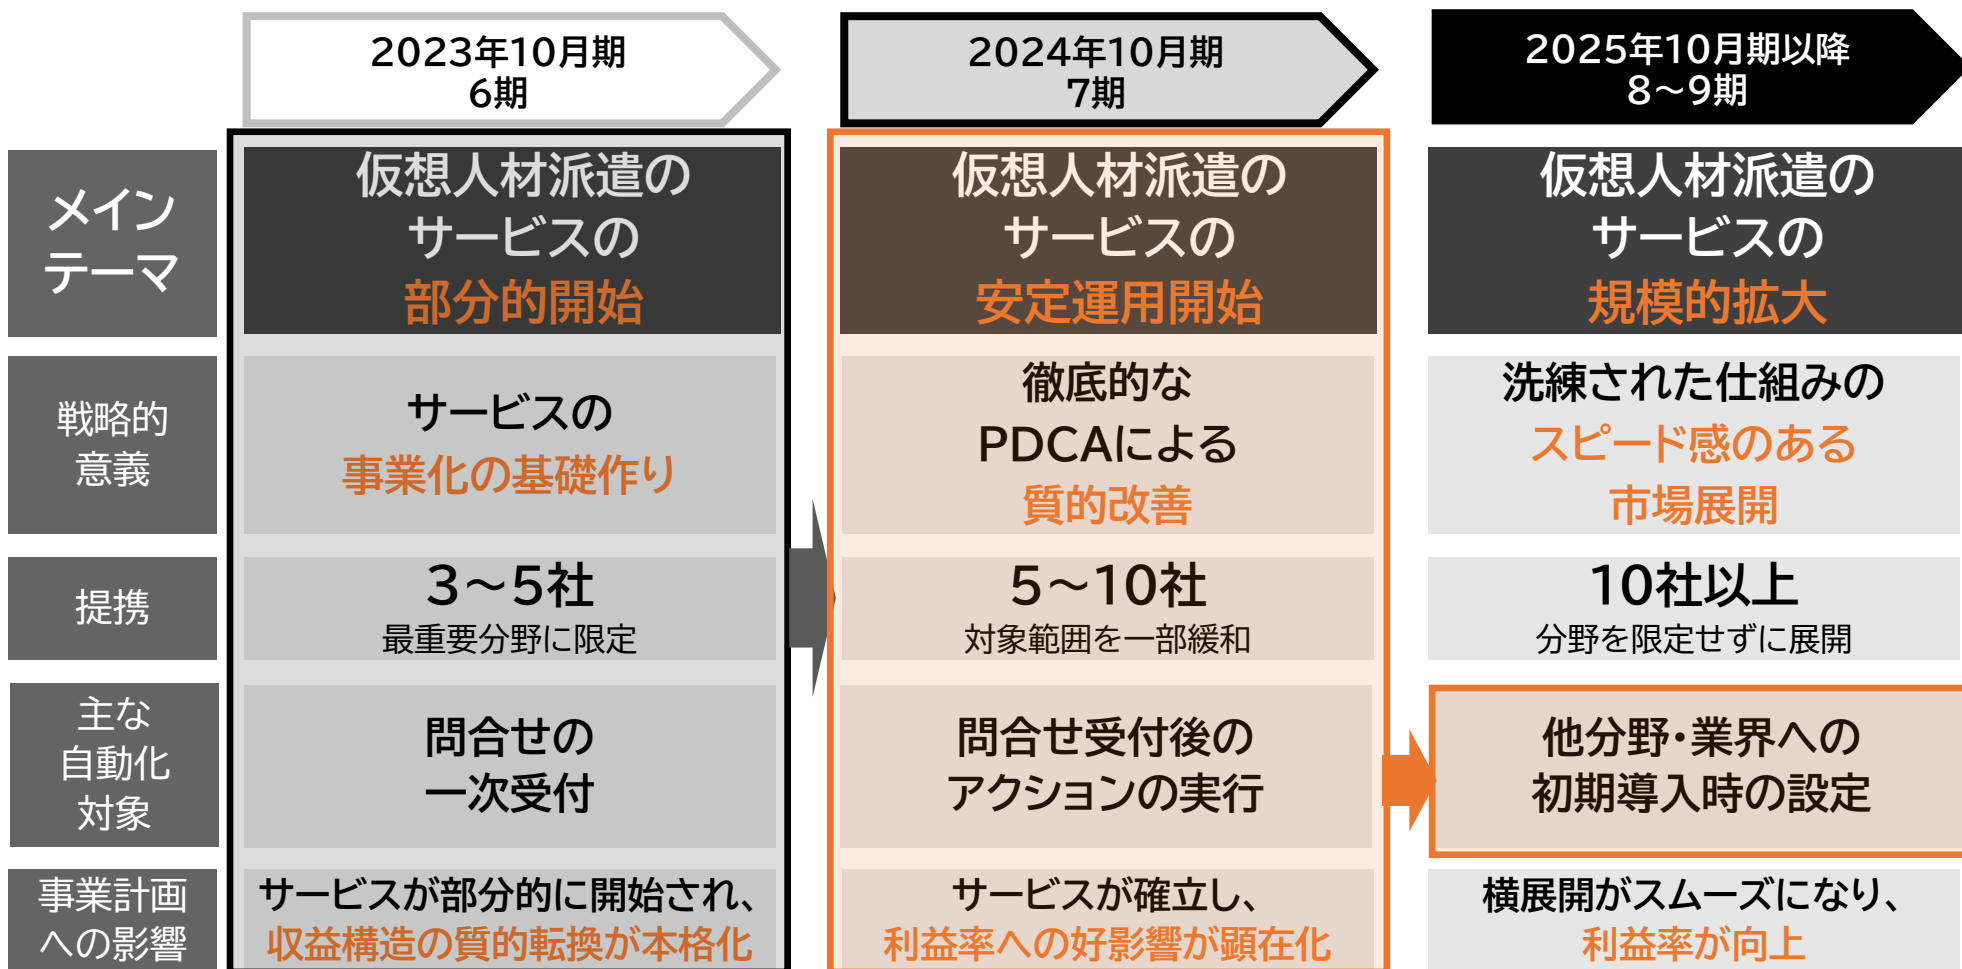 2023年10月期
6期
2024年10月期
7期
2025年10月期以降
8～9期
メイン
テーマ
仮想人材派遣の
サービスの
部分的開始
仮想人材派遣の
サービスの
安定運用開始
仮想人材派遣の
サービスの
規模的拡大
戦略的
意義
サービスの
事業化の基礎作り
徹底的な
PDCAによる
質的改善
洗練された仕組みの
スピード感のある
市場展開
提携
3～5社
最重要分野に限定
5～10社
対象範囲を一部緩和
10社以上
分野を限定せずに展開
主な
自動化
対象
問合せの
一次受付
問合せ受付後の
アクションの実行
他分野・業界への
初期導入時の設定
事業計画
への影響
サービスが部分的に開始され、
収益構造の質的転換が本格化
サービスが確立し、
利益率への好影響が顕在化
横展開がスムーズになり、
利益率が向上